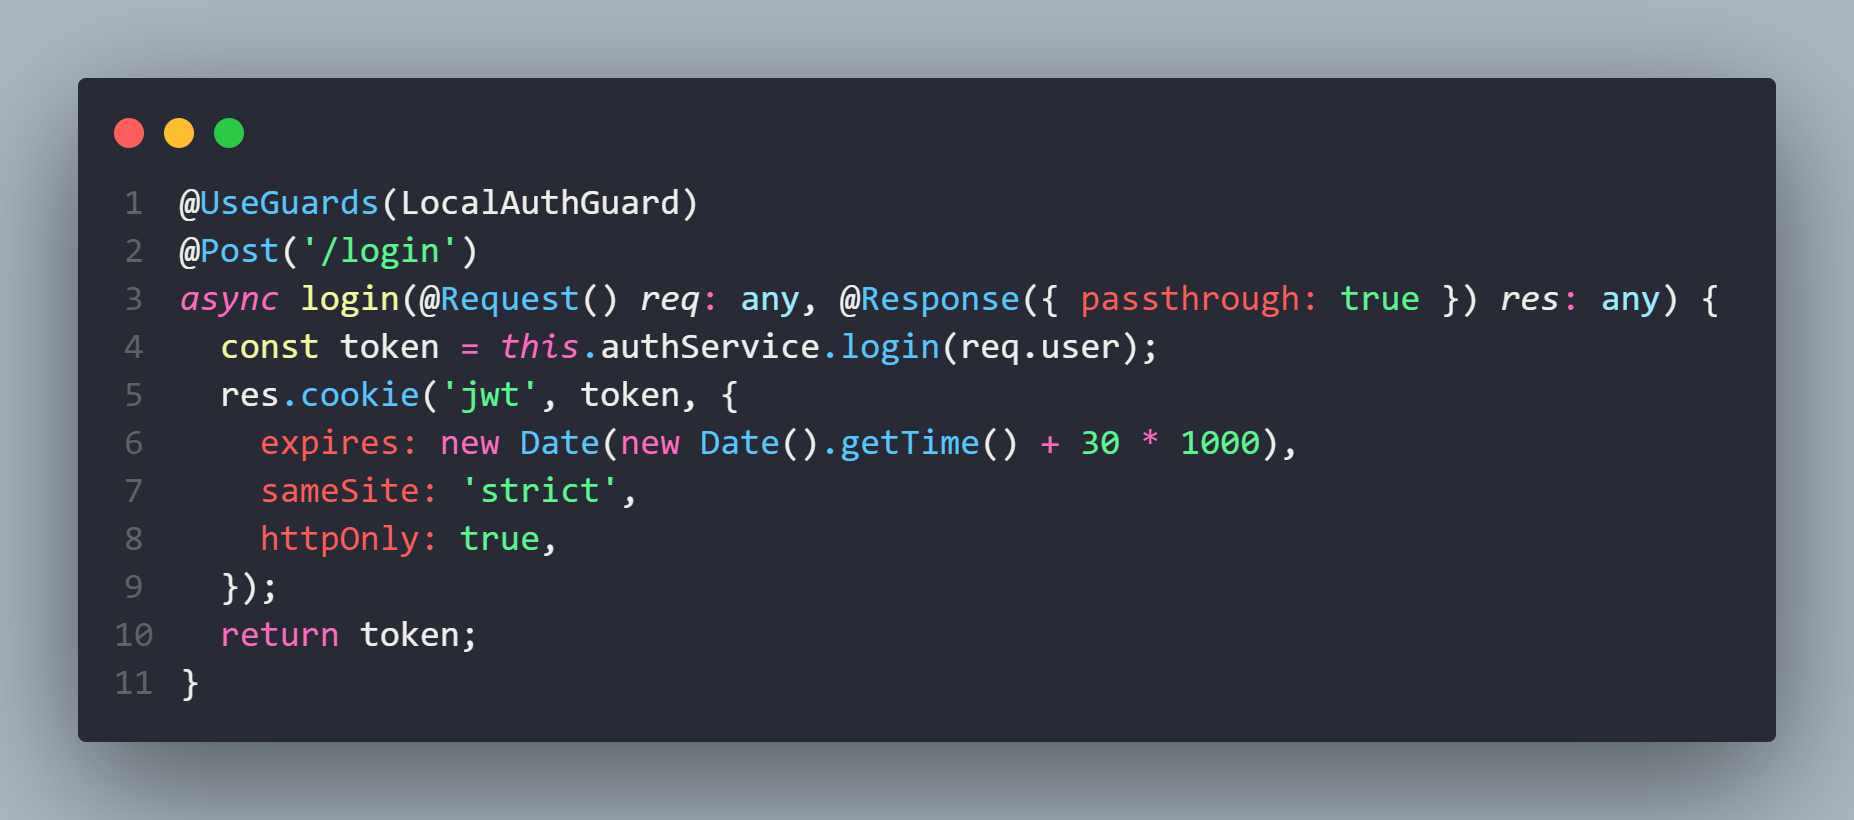 1 @UseGuards(LocalAuthGuard)
2 @Post('/login')
3 async login(@Request() req: any, @Response({ passthrough: true }) res: any) {
4   const token = this.authService.login(req.user);
5   res.cookie('jwt', token, {
6     expires: new Date(new Date().getTime() + 30 * 1000),
7     sameSite: 'strict',
8     httpOnly: true,
9   });
10   return token;
11 }